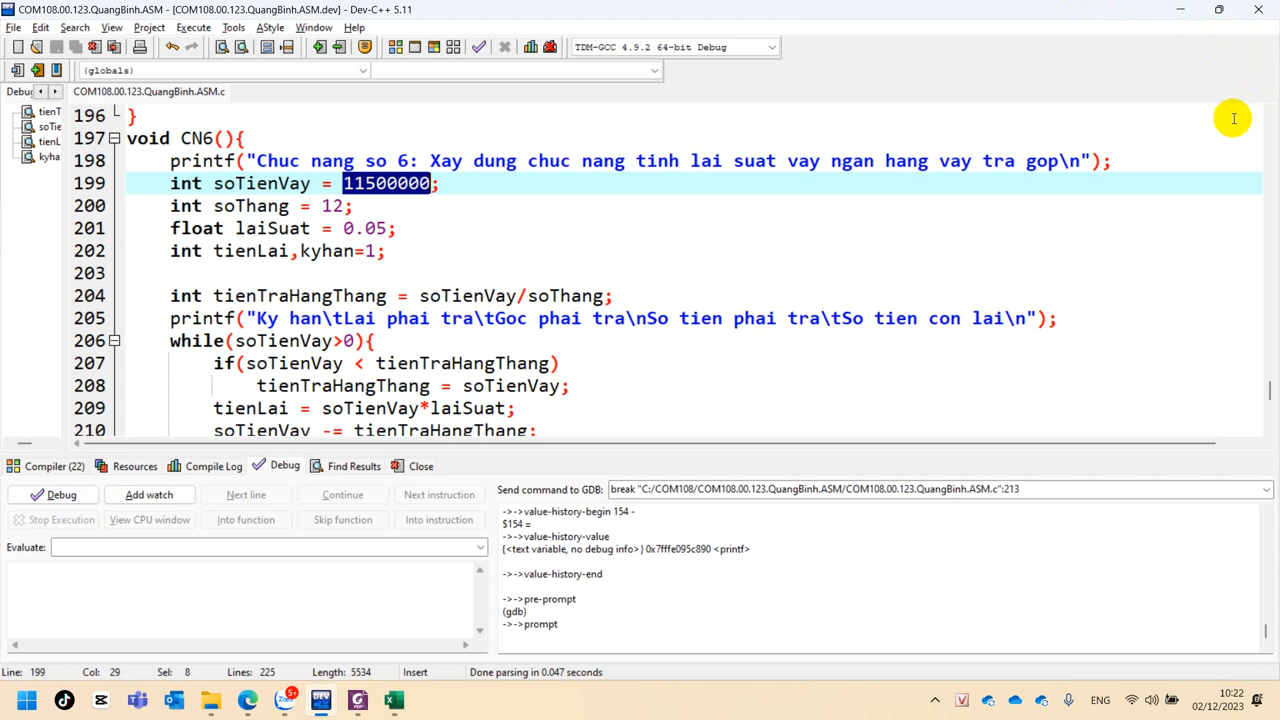 COM108.00.123.QuangBinh.ASM - [COM108.00.123.QuangBinh.ASM.dev] - Dev-C++ 5.11
File Edit Search View Project Execute Tools AStyle Window Help
TDM-GCC 4.9.2 64-bit Debug
(globals)
Debug COM108.00.123.QuangBinh.ASM.c
tienT
soTie
tienL
kyha
196 }
197 void CN6(){
198 printf("Chuc nang so 6: Xay dung chuc nang tinh lai suat vay ngan hang vay tra gop\n");
199 int soTienVay = 11500000;
200 int soThang = 12;
201 float laiSuat = 0.05;
202 int tienLai,kyhan=1;
203
204 int tienTraHangThang = soTienVay/soThang;
205 printf("Ky han\tLai phai tra\tGoc phai tra\nSo tien phai tra\tSo tien con lai\n");
206 while(soTienVay>0){
207 if(soTienVay < tienTraHangThang)
208 tienTraHangThang = soTienVay;
209 tienLai = soTienVay*laiSuat;
210 soTienVay -= tienTraHangThang;
Compiler (22) Resources Compile Log Debug Find Results Close
Debug Add watch Next line Continue Next instruction
Stop Execution View CPU window Into function Skip function Into instruction
Evaluate:
Send command to GDB: break "C:/COM108/COM108.00.123.QuangBinh.ASM/COM108.00.123.QuangBinh.ASM.c":213
->->value-history-begin 154 -
$154 =
->->value-history-value
{<text variable, no debug info>} 0x7fffe095c890 <printf>
->->value-history-end
->->pre-prompt
(gdb)
->->prompt
Line: 199 Col: 29 Sel: 8 Lines: 225 Length: 5534 Insert Done parsing in 0.047 seconds
Zalo 5+ DEV
V ENG 10:22
02/12/2023